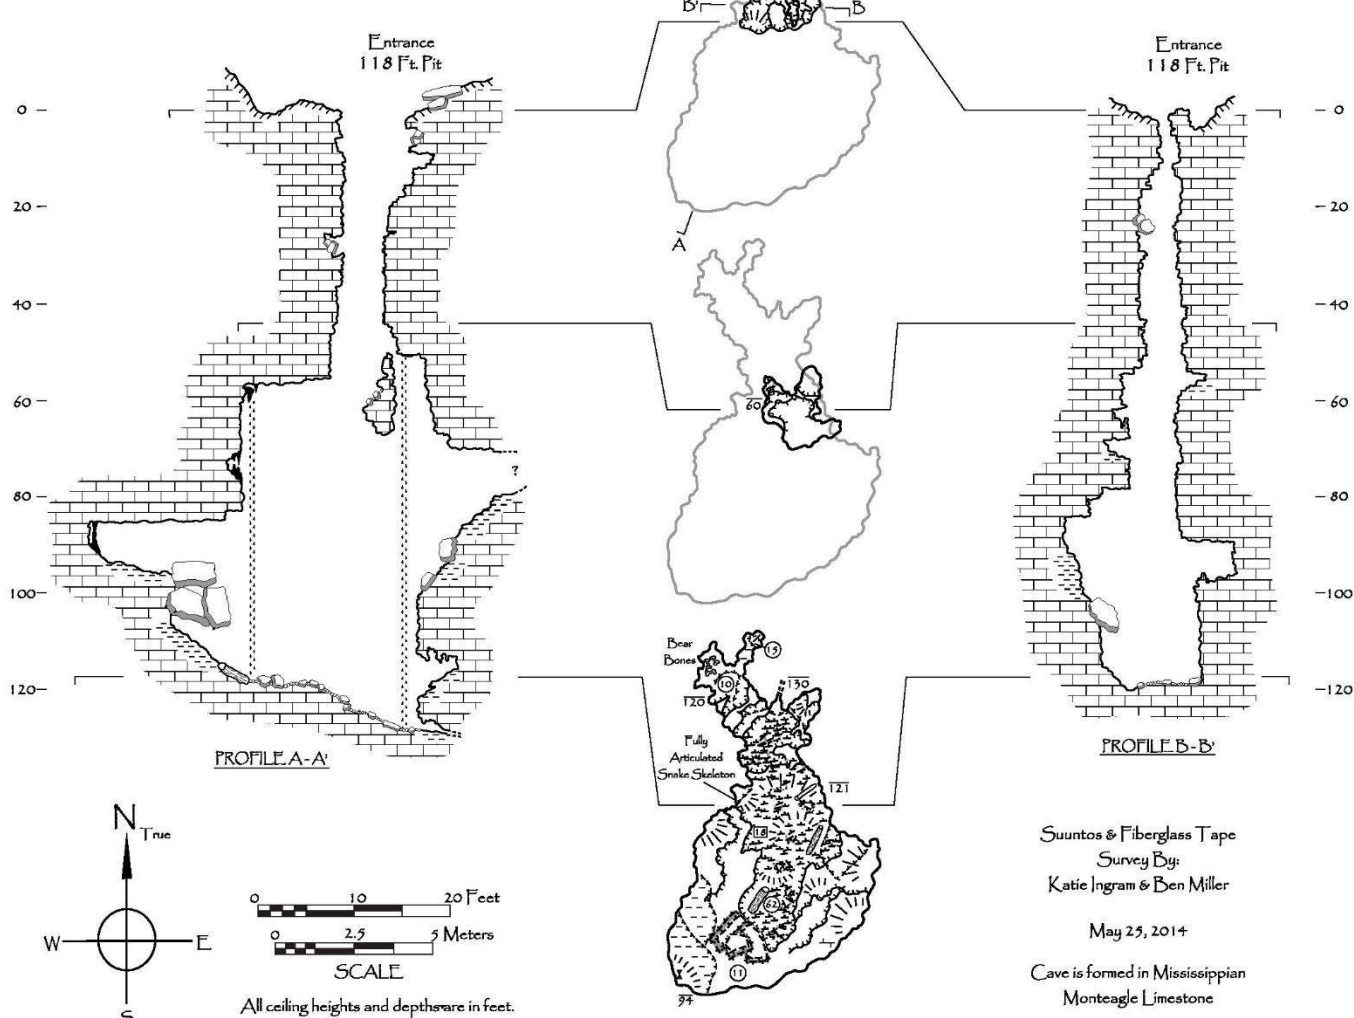 B' B
Entrance
118 Ft. Pit
Entrance
118 Ft. Pit
0
20
40
60
80
100
120
A
60
?
0
20
40
60
80
100
120
Bear
Bones
15
10
130
120
Fully
Articulated
Snake Skeleton
121
18
62
11
94
PROFILE A-A'
PROFILE B-B'
N
True
W E
S
0 10 20 Feet
0 2.5 5 Meters
SCALE
All ceiling heights and depths are in feet.
Suuntos & Fiberglass Tape
Survey By:
Katie Ingram & Ben Miller
May 25, 2014
Cave is formed in Mississippian
Monteagle Limestone